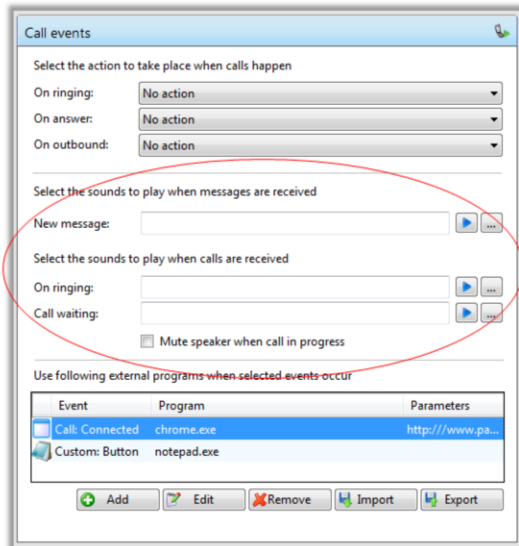 Call events
Select the action to take place when calls happen
On ringing: No action
On answer: No action
On outbound: No action
Select the sounds to play when messages are received
New message: ...
Select the sounds to play when calls are received
On ringing: ...
Call waiting: ...
Mute speaker when call in progress
Use following external programs when selected events occur
Event Program Parameters
Call: Connected chrome.exe http:///www.pa...
Custom: Button notepad.exe
Add Edit Remove Import Export